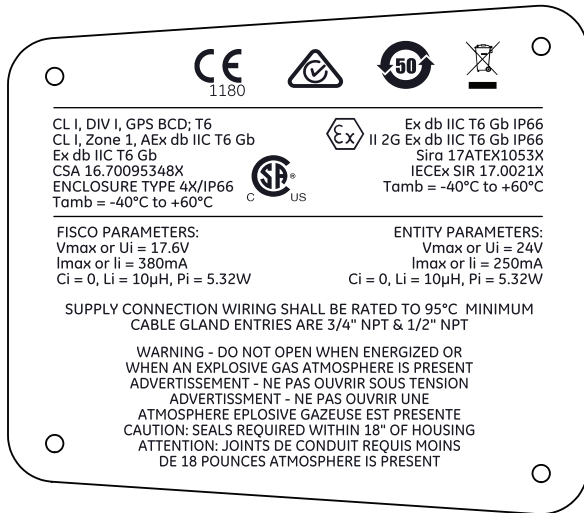 CE
1180
50
CL I, DIV I, GPS BCD; T6
CL I, Zone 1, AEx db IIC T6 Gb
Ex db IIC T6 Gb
CSA 16.70095348X
ENCLOSURE TYPE 4X/IP66
Tamb = -40°C to +60°C
SA ®
C US
Ex
Ex db IIC T6 Gb IP66
II 2G Ex db IIC T6 Gb IP66
Sira 17ATEX1053X
IECEx SIR 17.0021X
Tamb = -40°C to +60°C
FISCO PARAMETERS:
Vmax or Ui = 17.6V
lmax or li = 380mA
Ci = 0, Li = 10µH, Pi = 5.32W
ENTITY PARAMETERS:
Vmax or Ui = 24V
lmax or li = 250mA
Ci = 0, Li = 10µH, Pi = 5.32W
SUPPLY CONNECTION WIRING SHALL BE RATED TO 95°C MINIMUM
CABLE GLAND ENTRIES ARE 3/4" NPT & 1/2" NPT
WARNING - DO NOT OPEN WHEN ENERGIZED OR
WHEN AN EXPLOSIVE GAS ATMOSPHERE IS PRESENT
ADVERTISSEMENT - NE PAS OUVRIR SOUS TENSION
ADVERTISSMENT - NE PAS OUVRIR UNE
ATMOSPHERE EPLOSIVE GAZEUSE EST PRESENTE
CAUTION: SEALS REQUIRED WITHIN 18" OF HOUSING
ATTENTION: JOINTS DE CONDUIT REQUIS MOINS
DE 18 POUNCES ATMOSPHERE IS PRESENT